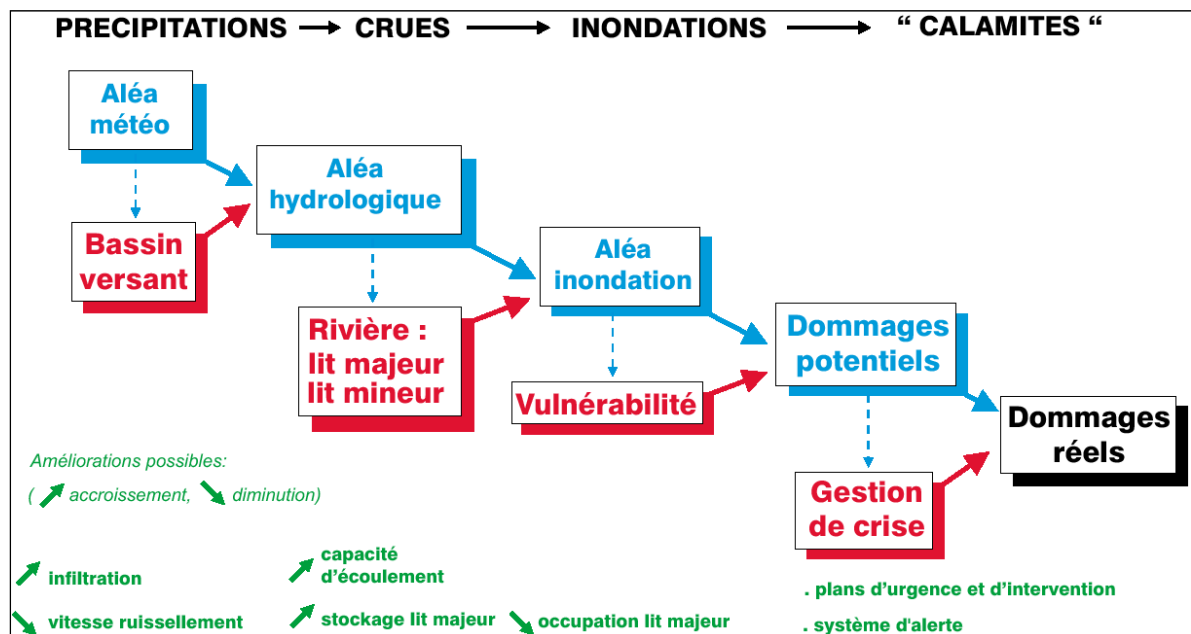 PRECIPITATIONS CRUES INONDATIONS “ CALAMITES “
Aléa
météo
Aléa
hydrologique
Bassin
versant
Aléa
inondation
Rivière :
lit majeur
lit mineur
Dommages
potentiels
Vulnérabilité
Dommages
réels
Gestion
de crise
Améliorations possibles:
( accroissement, diminution)
infiltration
vitesse ruissellement
capacité
d’écoulement
stockage lit majeur
occupation lit majeur
. plans d’urgence et d’intervention
. système d'alerte